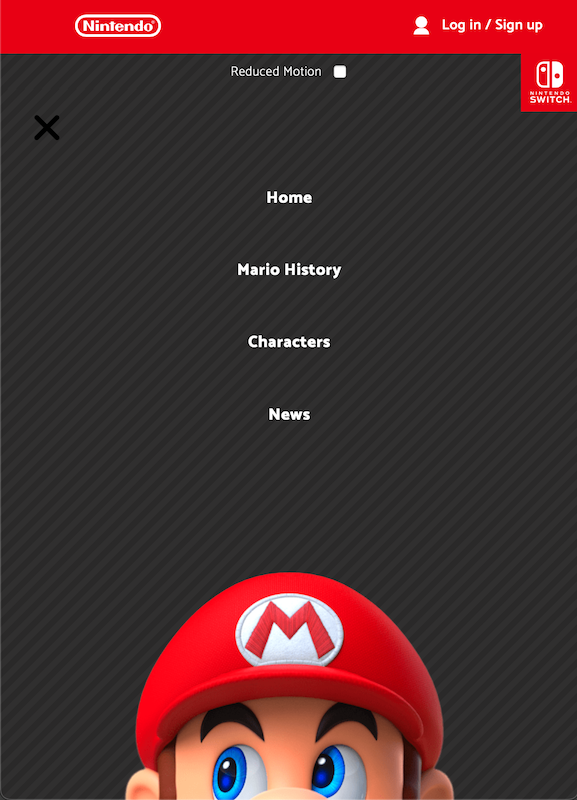 Nintendo
Log in / Sign up
Reduced Motion
NINTENDO
SWITCH
Home
Mario History
Characters
News
M